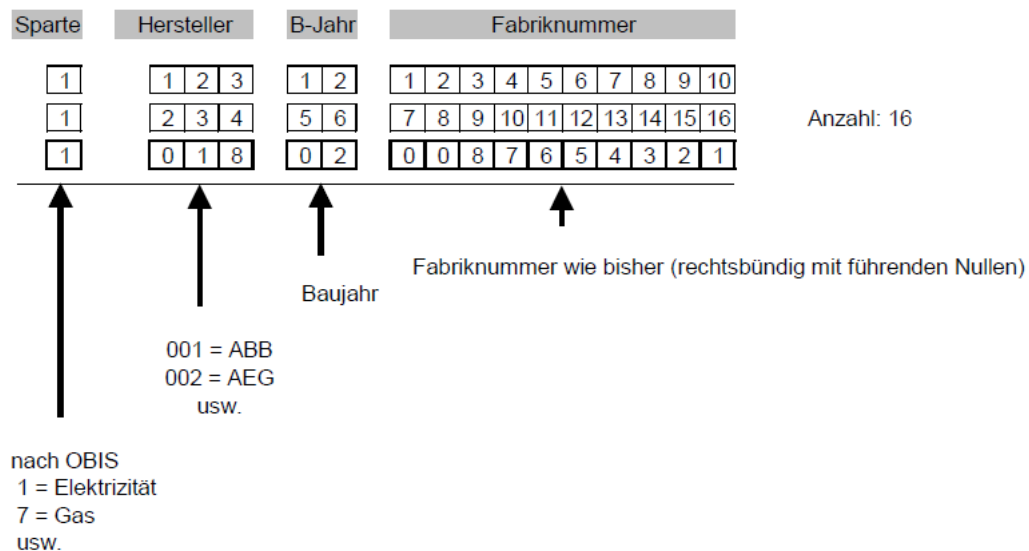 Sparte Hersteller B-Jahr Fabriknummer
1 1 2 3 1 2 1 2 3 4 5 6 7 8 9 10
1 2 3 4 5 6 7 8 9 10 11 12 13 14 15 16 Anzahl: 16
1 0 1 8 0 2 0 0 8 7 6 5 4 3 2 1
Fabriknummer wie bisher (rechtsbündig mit führenden Nullen)
Baujahr
001 = ABB
002 = AEG
usw.
nach OBIS
1 = Elektrizität
7 = Gas
usw.